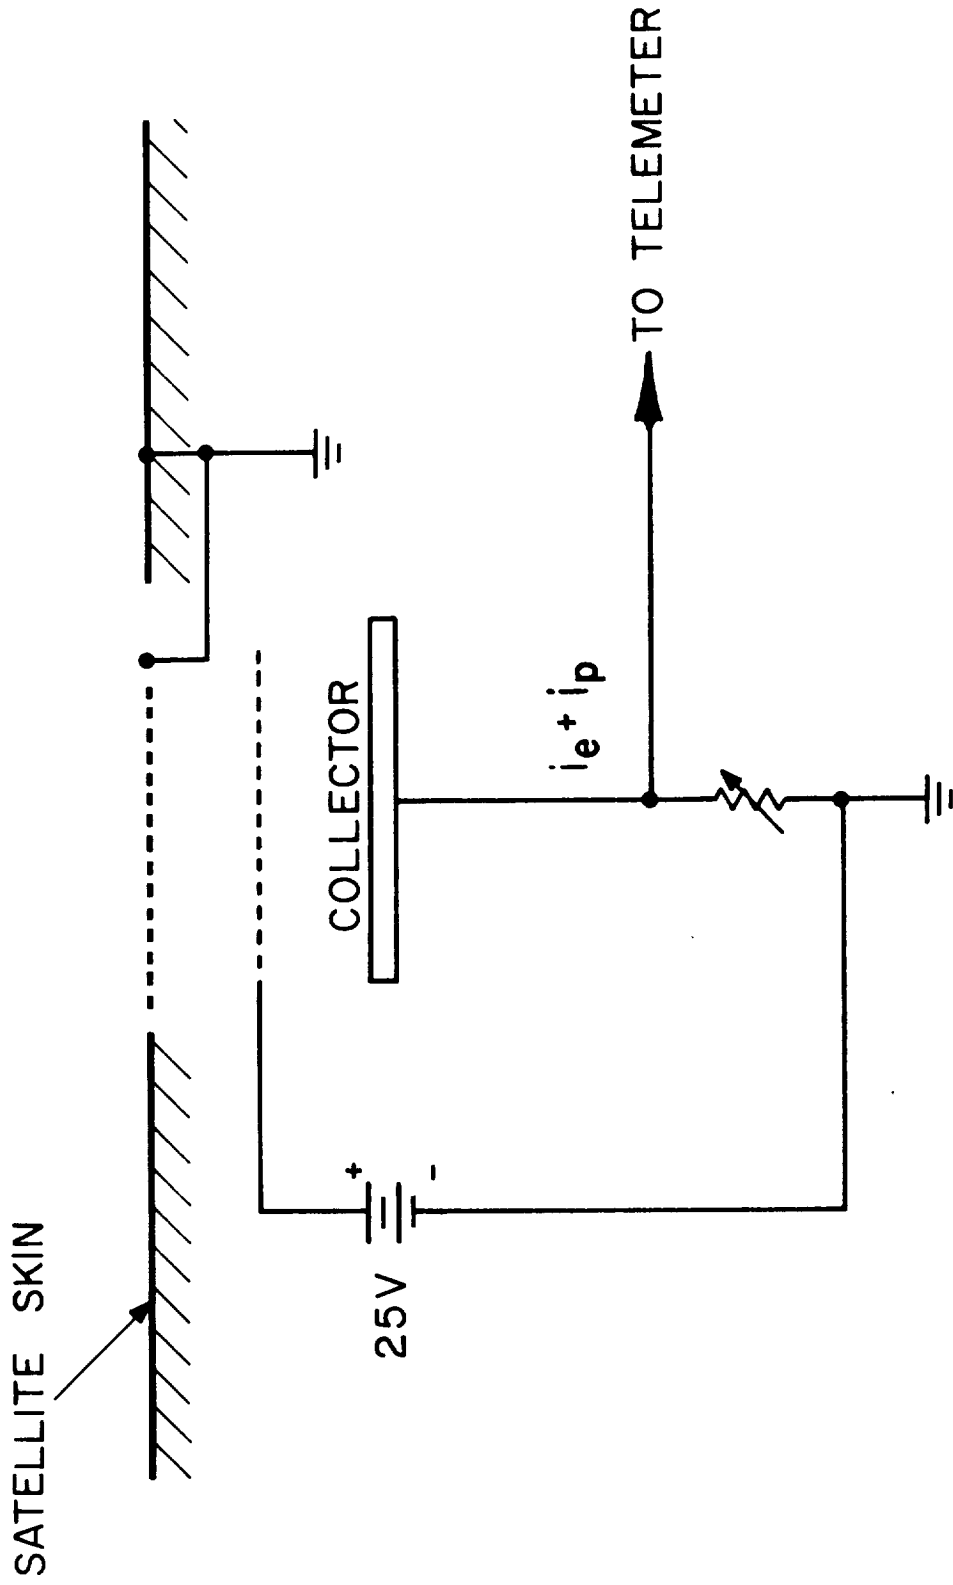 SATELLITE SKIN
25V
+
-
COLLECTOR
ie + ip
TO TELEMETER